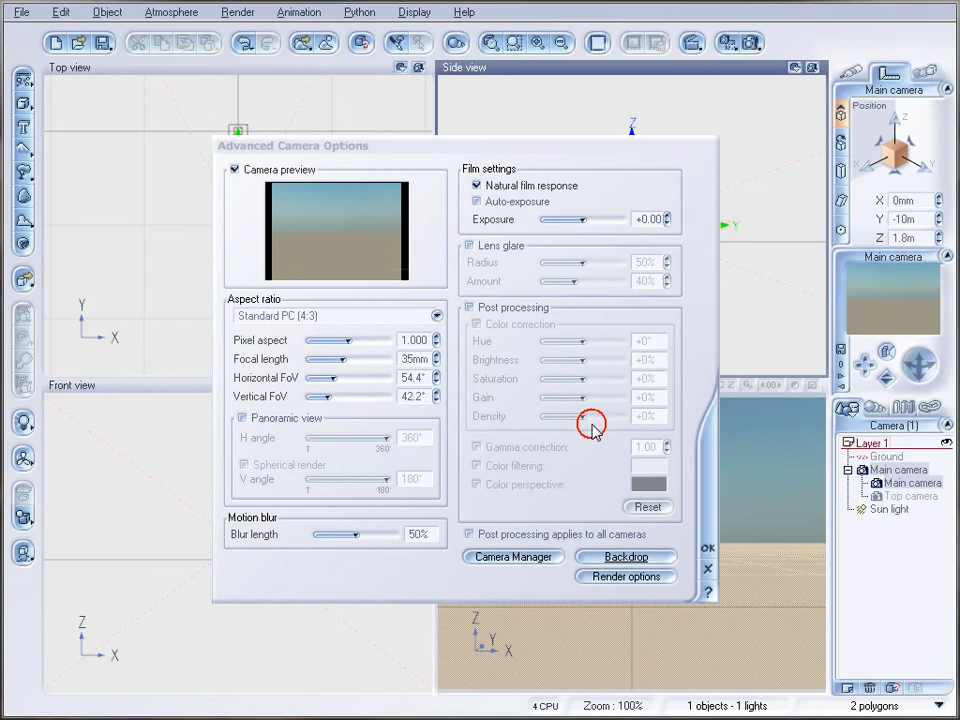 File Edit Object Atmosphere Render Animation Python Display Help
Top view
Side view
Main camera
Position
Z
X
Y
X 0mm
Y -10m
Z 1.8m
Main camera
Z
Y
Y
X
Advanced Camera Options
Camera preview
Aspect ratio
Standard PC (4:3)
Pixel aspect 1.000
Focal length 35mm
Horizontal FoV 54.4°
Vertical FoV 42.2°
Panoramic view
H angle 360°
1 360°
Spherical render
V angle 180°
1 180°
Motion blur
Blur length 50%
Film settings
Natural film response
Auto-exposure
Exposure +0.00
Lens glare
Radius 50%
Amount 40%
Post processing
Color correction
Hue +0°
Brightness +0%
Saturation +0%
Gain +0%
Density +0%
Gamma correction: 1.00
Color filtering:
Color perspective:
Reset
Post processing applies to all cameras
Camera Manager Backdrop
Render options
OK
X
?
Front view
Z
X
Z
Y
X
Camera (1)
Layer 1
Ground
Main camera
Main camera
Top camera
Sun light
4 CPU Zoom : 100% 1 objects - 1 lights 2 polygons